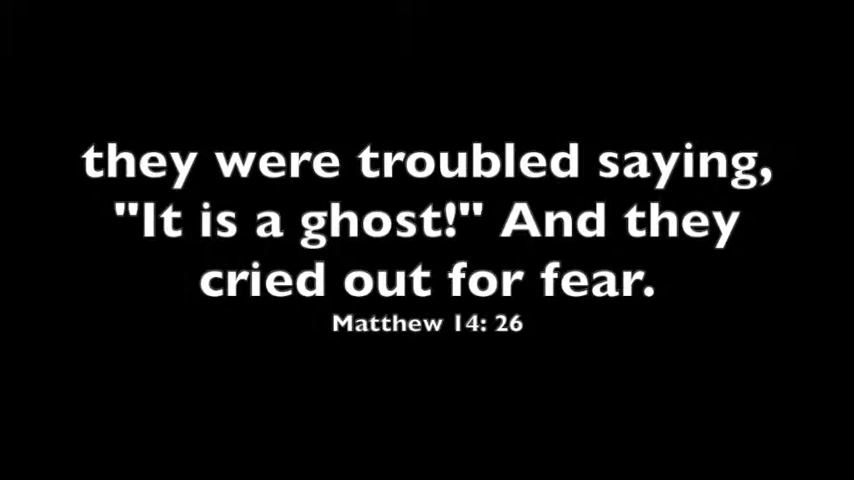 they were troubled saying,
"It is a ghost!" And they
cried out for fear.
Matthew 14: 26